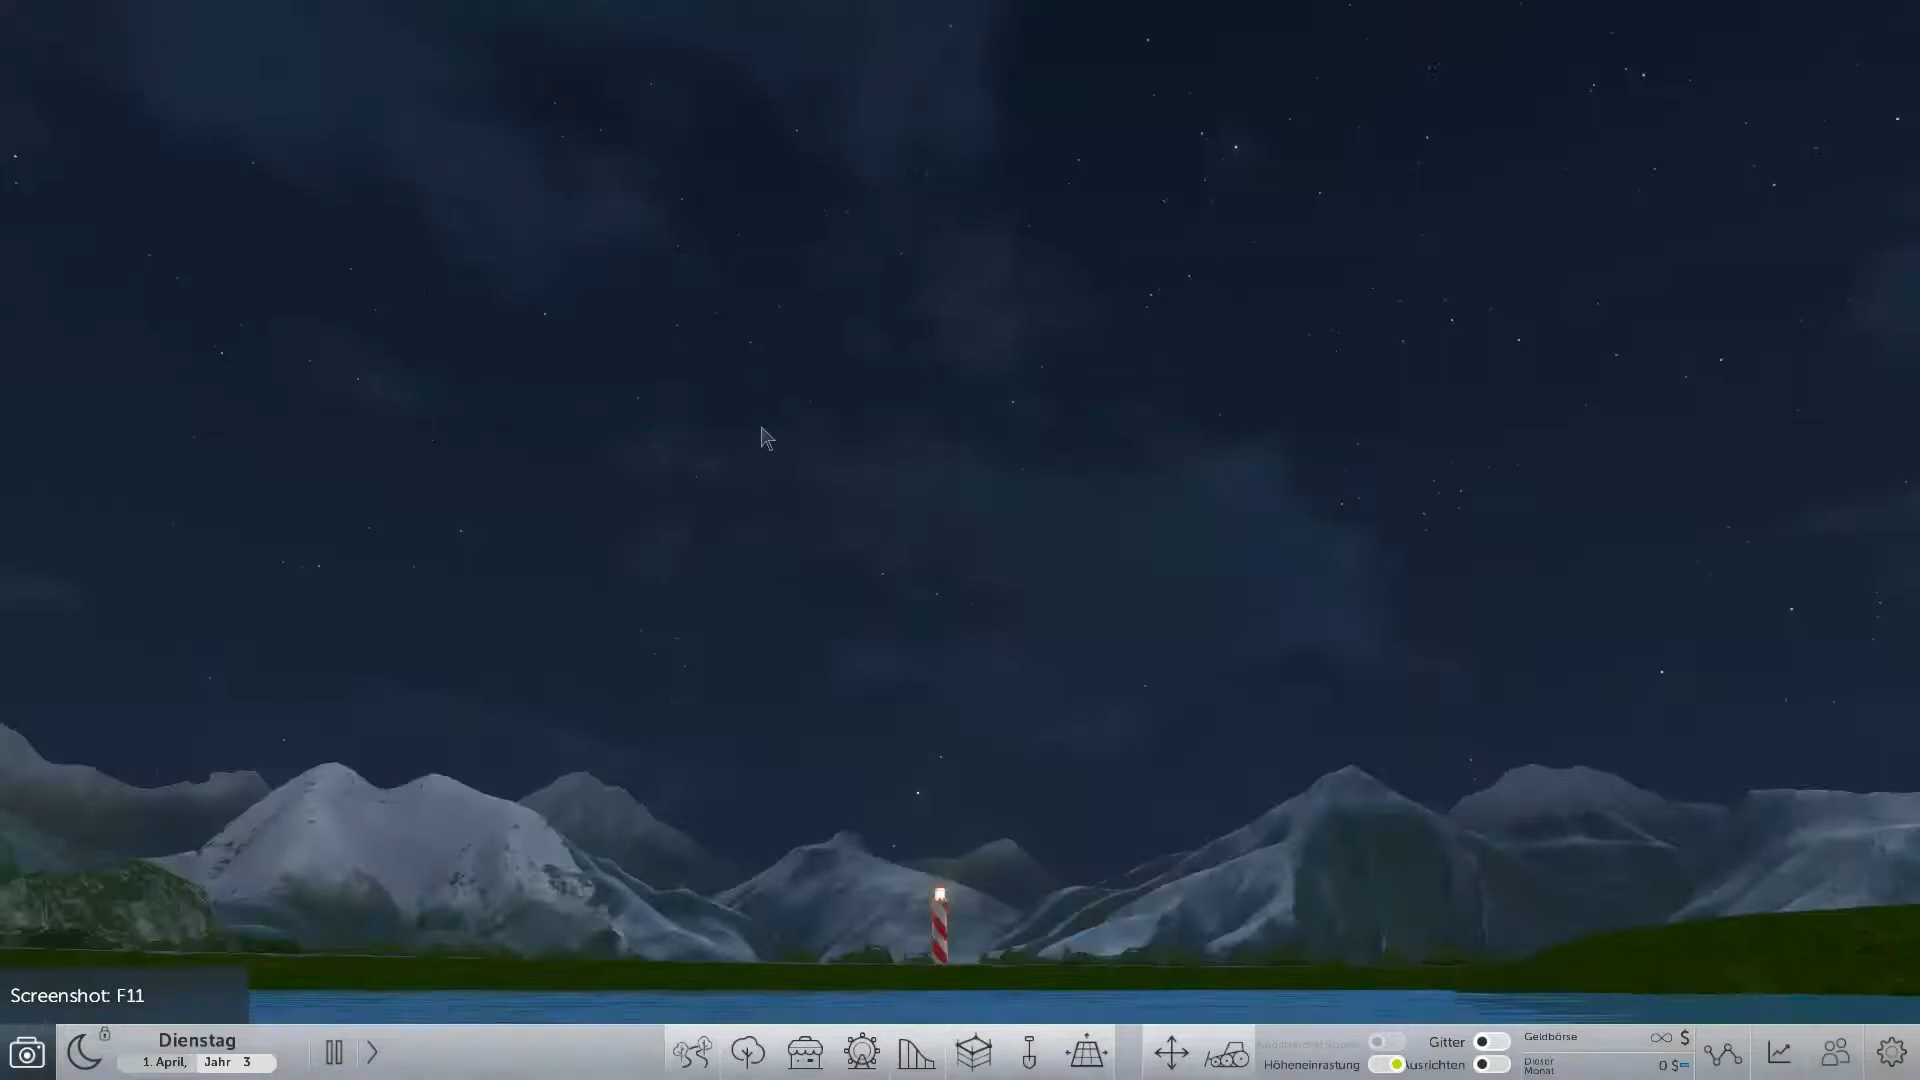 Screenshot: F11
Dienstag
1. April, Jahr 3
Gitter
Höheneinrastung
Ausrichten
Geldbörse
$
Dieser
Monat
0 $